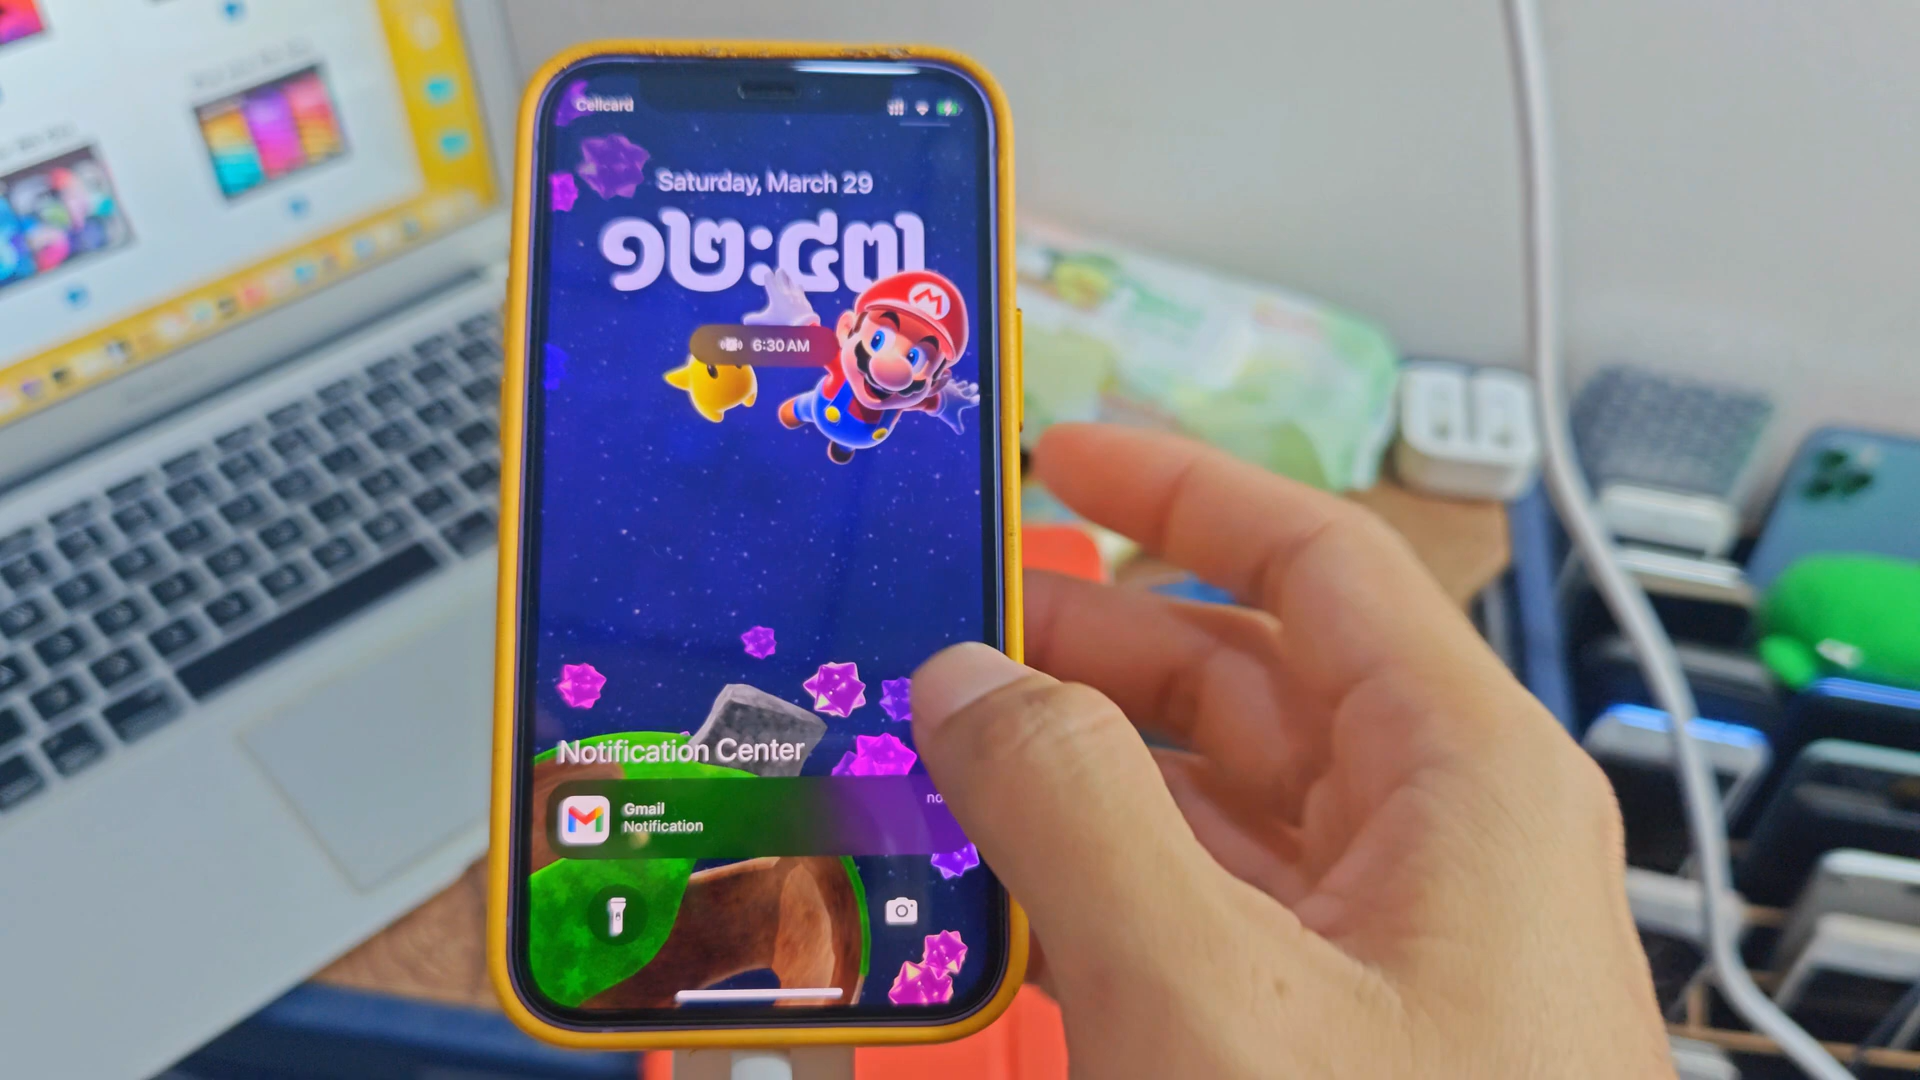 Cellcard
Saturday, March 29
១២:៤៧
6:30 AM
Notification Center
Gmail
Notification